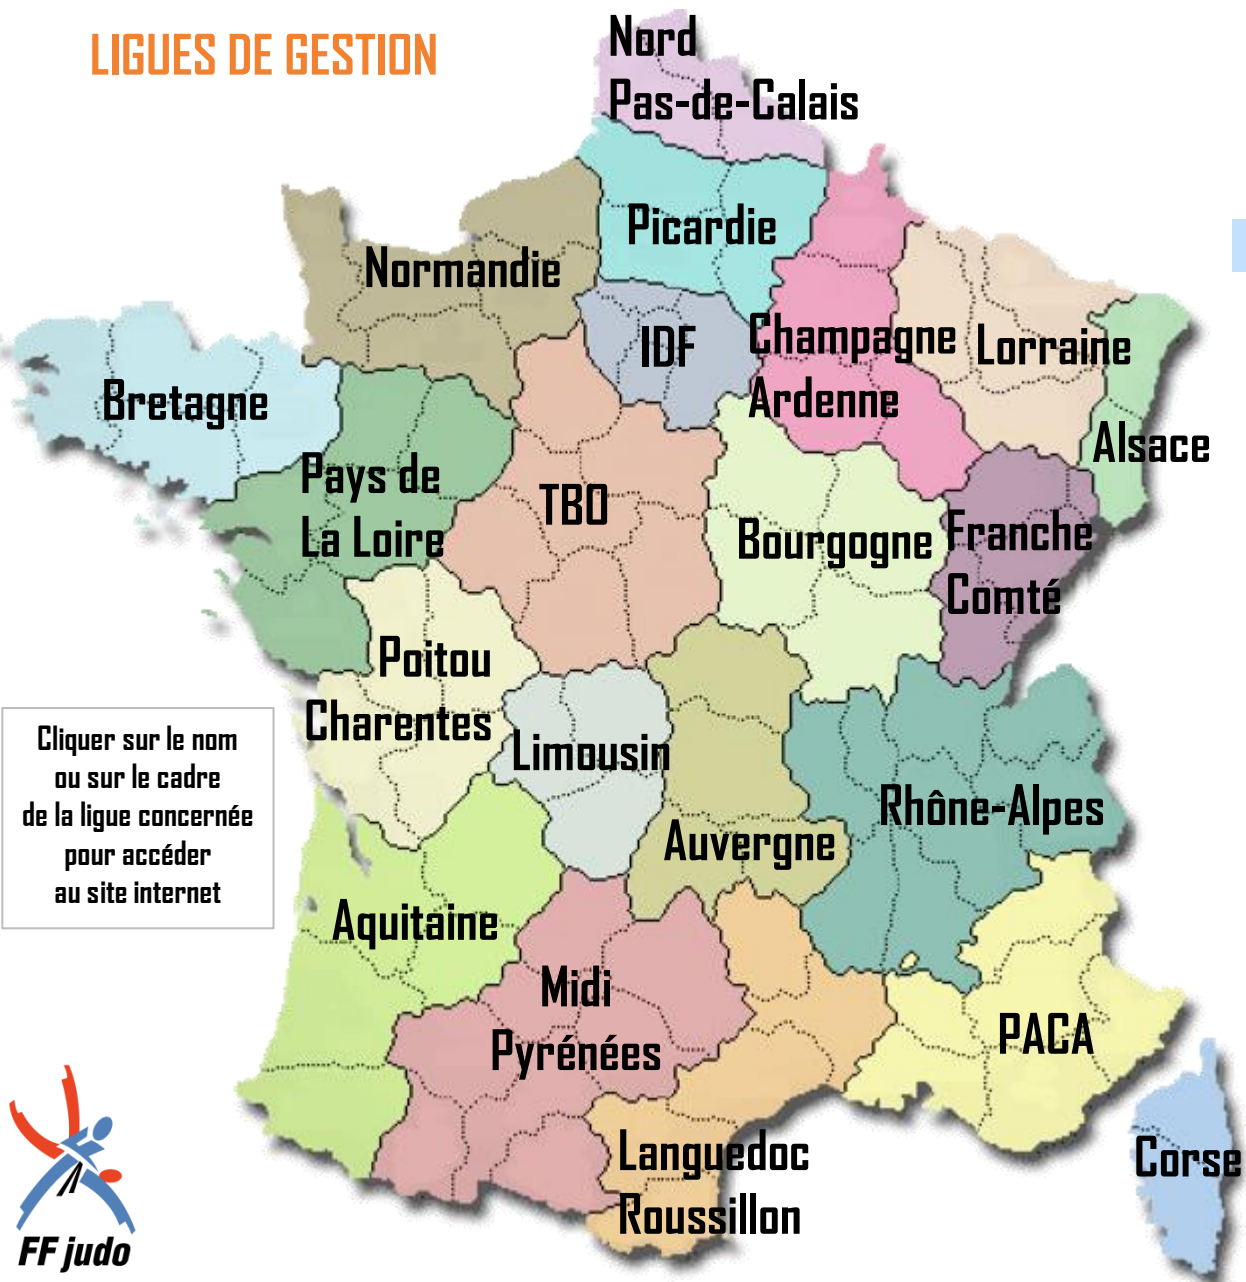 LIGUES DE GESTION
Nord
Pas-de-Calais
Picardie
Normandie
IDF
Champagne
Ardenne
Lorraine
Alsace
Bretagne
Pays de
La Loire
TBO
Bourgogne
Franche
Comté
Poitou
Charentes
Limousin
Auvergne
Rhône-Alpes
Cliquer sur le nom
ou sur le cadre
de la ligue concernée
pour accéder
au site internet
Aquitaine
Midi
Pyrénées
PACA
Languedoc
Roussillon
Corse
FF judo